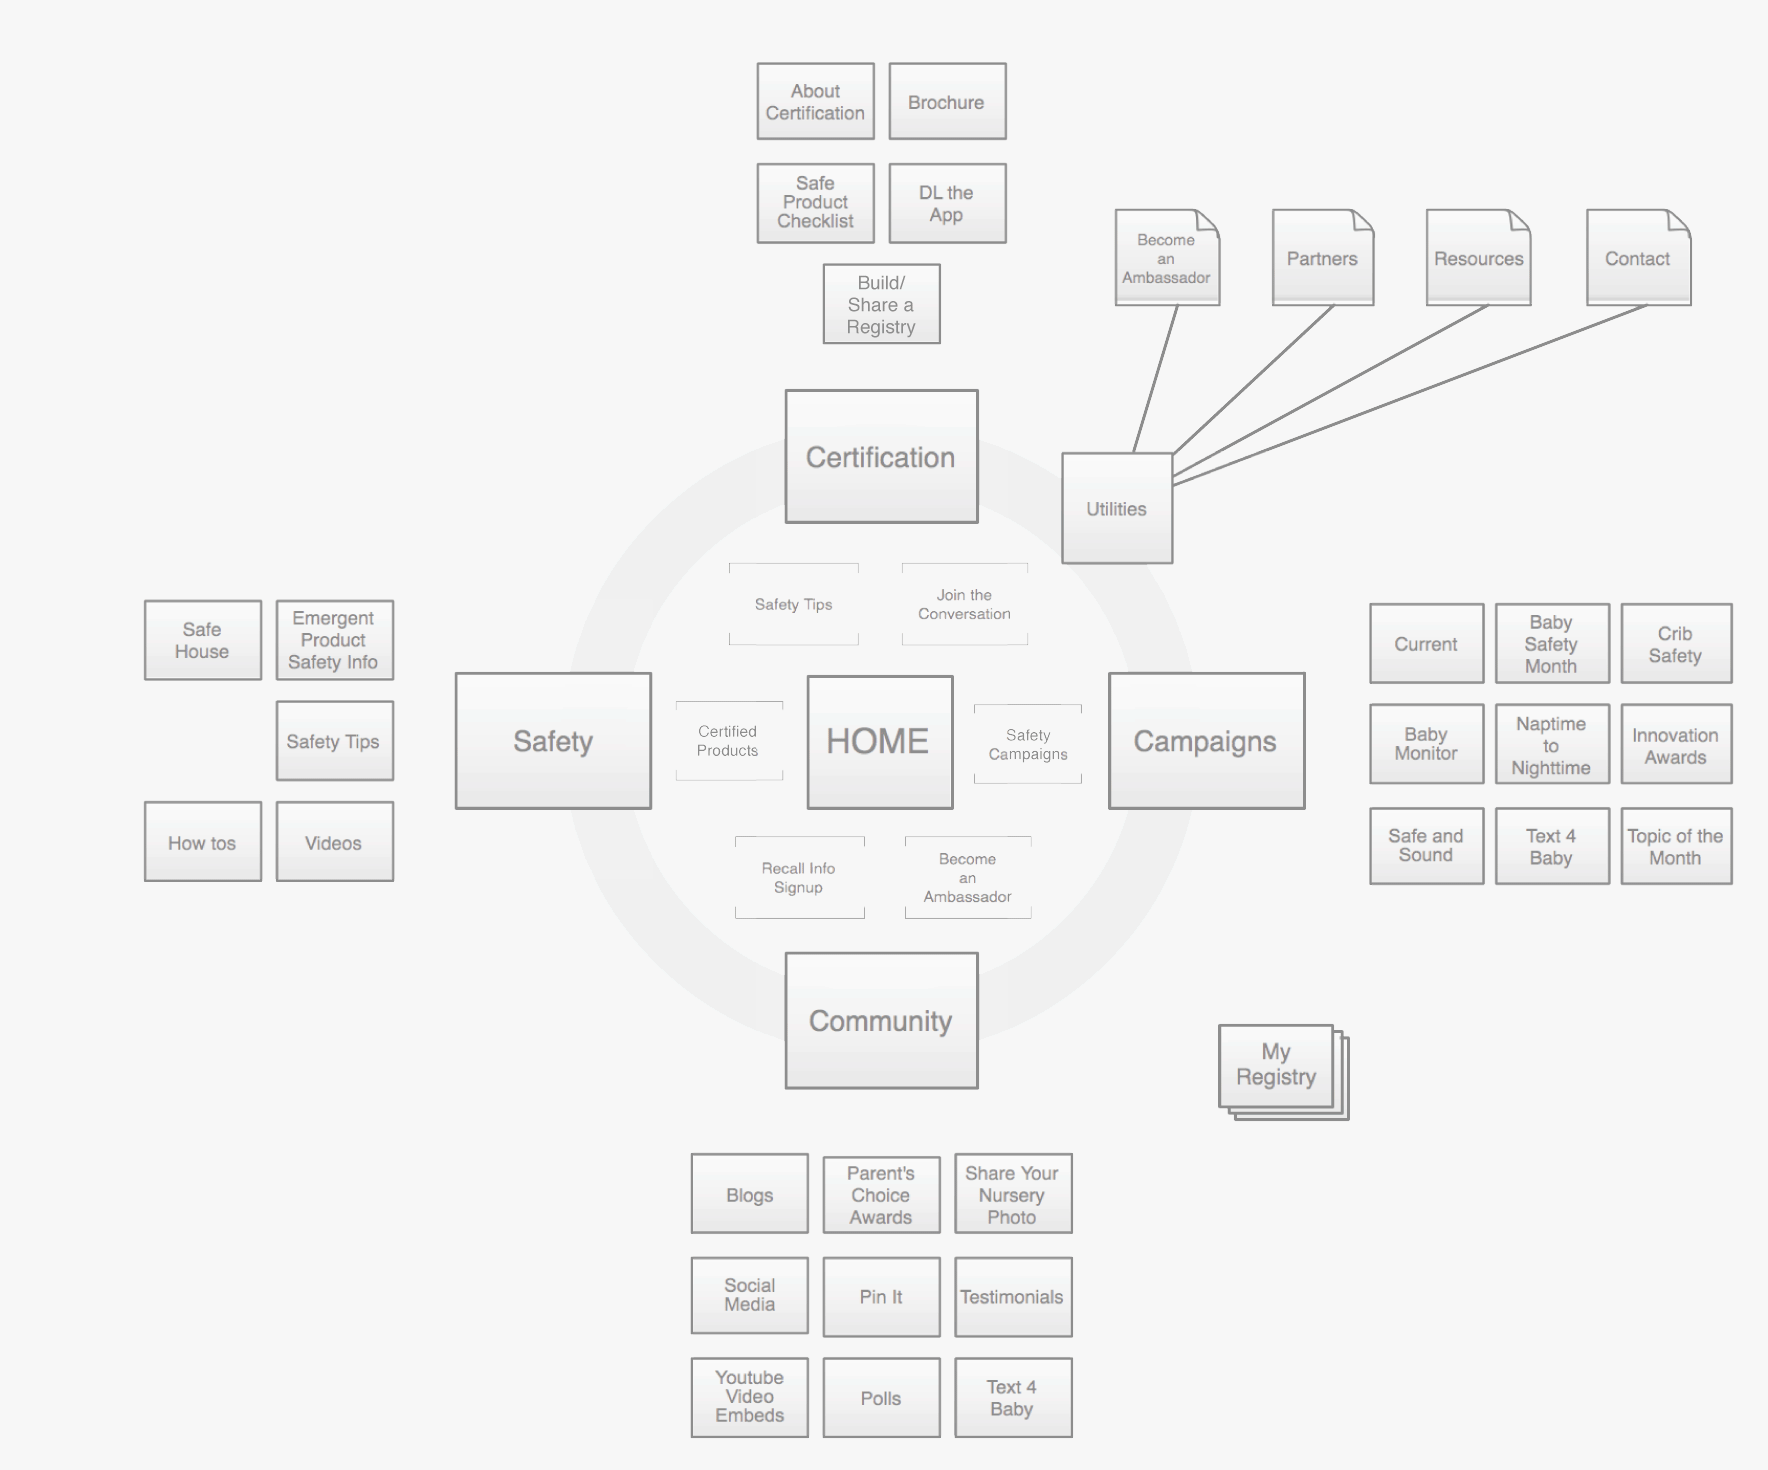 About
Certification
Brochure
Safe
Product
Checklist
DL the
App
Build/
Share a
Registry
Become
an
Ambassador
Partners
Resources
Contact
Certification
Utilities
Safety Tips
Join the
Conversation
Safe
House
Emergent
Product
Safety Info
Safety Tips
How tos
Videos
Safety
Certified
Products
HOME
Safety
Campaigns
Campaigns
Current
Baby
Safety
Month
Crib
Safety
Baby
Monitor
Naptime
to
Nighttime
Innovation
Awards
Safe and
Sound
Text 4
Baby
Topic of the
Month
Recall Info
Signup
Become
an
Ambassador
Community
My
Registry
Blogs
Parent's
Choice
Awards
Share Your
Nursery
Photo
Social
Media
Pin It
Testimonials
Youtube
Video
Embeds
Polls
Text 4
Baby